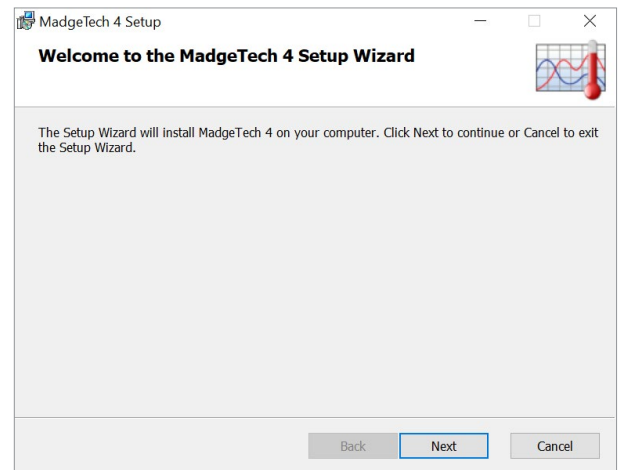 MadgeTech 4 Setup
Welcome to the MadgeTech 4 Setup Wizard
The Setup Wizard will install MadgeTech 4 on your computer. Click Next to continue or Cancel to exit
the Setup Wizard.
Back Next Cancel